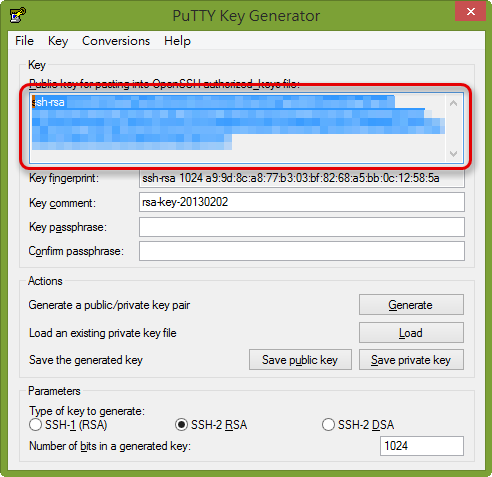 PuTTY Key Generator
File Key Conversions Help
Key
Public key for pasting into OpenSSH authorized_keys file:
ssh-rsa
Key fingerprint: ssh-rsa 1024 a9:9d:8c:a8:77:b3:03:bf:82:68:a5:bb:0c:12:58:5a
Key comment: rsa-key-20130202
Key passphrase:
Confirm passphrase:
Actions
Generate a public/private key pair Generate
Load an existing private key file Load
Save the generated key Save public key Save private key
Parameters
Type of key to generate:
SSH-1 (RSA) SSH-2 RSA SSH-2 DSA
Number of bits in a generated key: 1024